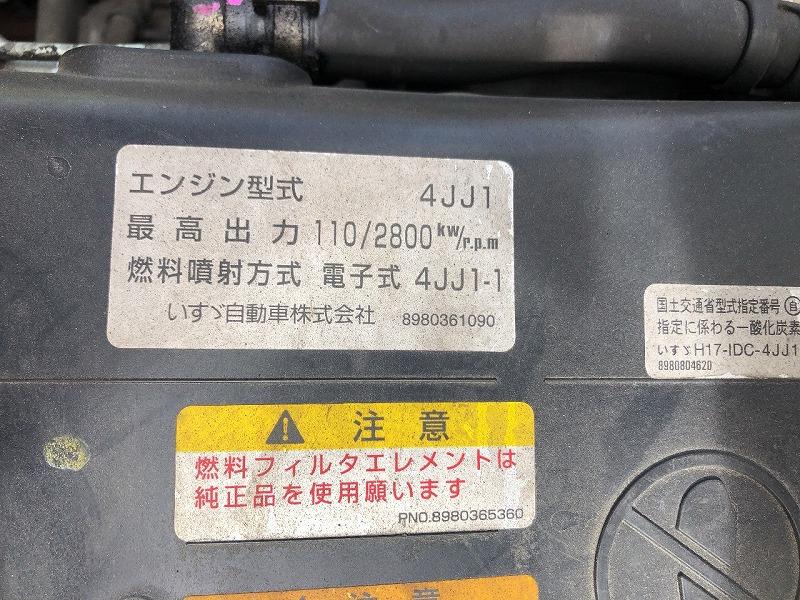 エンジン型式 4JJ1
最高出力 110/2800 kw/r.p.m
燃料噴射方式 電子式 4JJ1-1
いすゞ自動車株式会社 8980361090
国土交通省型式指定番号 自
指定に係わる一酸化炭素
いすゞH17-IDC-4JJ1
8980804620
注意
燃料フィルタエレメントは
純正品を使用願います
PNO.8980365360
注意